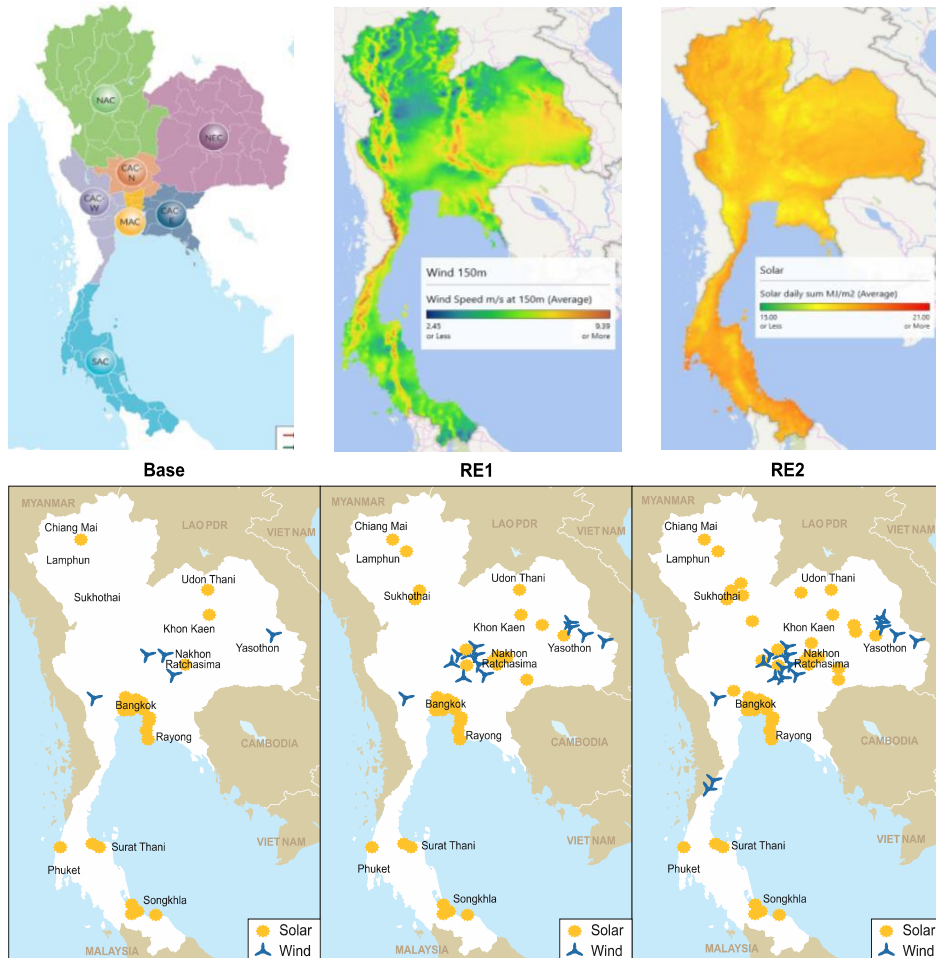 NAC
NEC
CAC-
N
CAC-
W
MAC
CAC-
SAC
Wind 150m
Wind Speed m/s at 150m (Average)
2.45
or Less
9.39
or More
Solar
Solar daily sum MJ/m2 (Average)
15.00
or Less
21.00
or More
Base
RE1
RE2
MYANMAR
Chiang Mai
LAO PDR
VIET NAM
Lamphun
Udon Thani
Sukhothai
Khon Kaen
Yasothon
Nakhon
Ratchasima
Bangkok
Rayong
CAMBODIA
VIET NAM
Surat Thani
Phuket
Songkhla
MALAYSIA
Solar
Wind
MYANMAR
Chiang Mai
LAO PDR
VIET NAM
Lamphun
Udon Thani
Sukhothai
Khon Kaen
Yasothon
Nakhon
Ratchasima
Bangkok
Rayong
CAMBODIA
VIET NAM
Surat Thani
Phuket
Songkhla
MALAYSIA
Solar
Wind
MYANMAR
Chiang Mai
LAO PDR
VIET NAM
Lamphun
Udon Thani
Sukhothai
Khon Kaen
Yasothon
Nakhon
Ratchasima
Bangkok
Rayong
CAMBODIA
VIET NAM
Surat Thani
Phuket
Songkhla
MALAYSIA
Solar
Wind